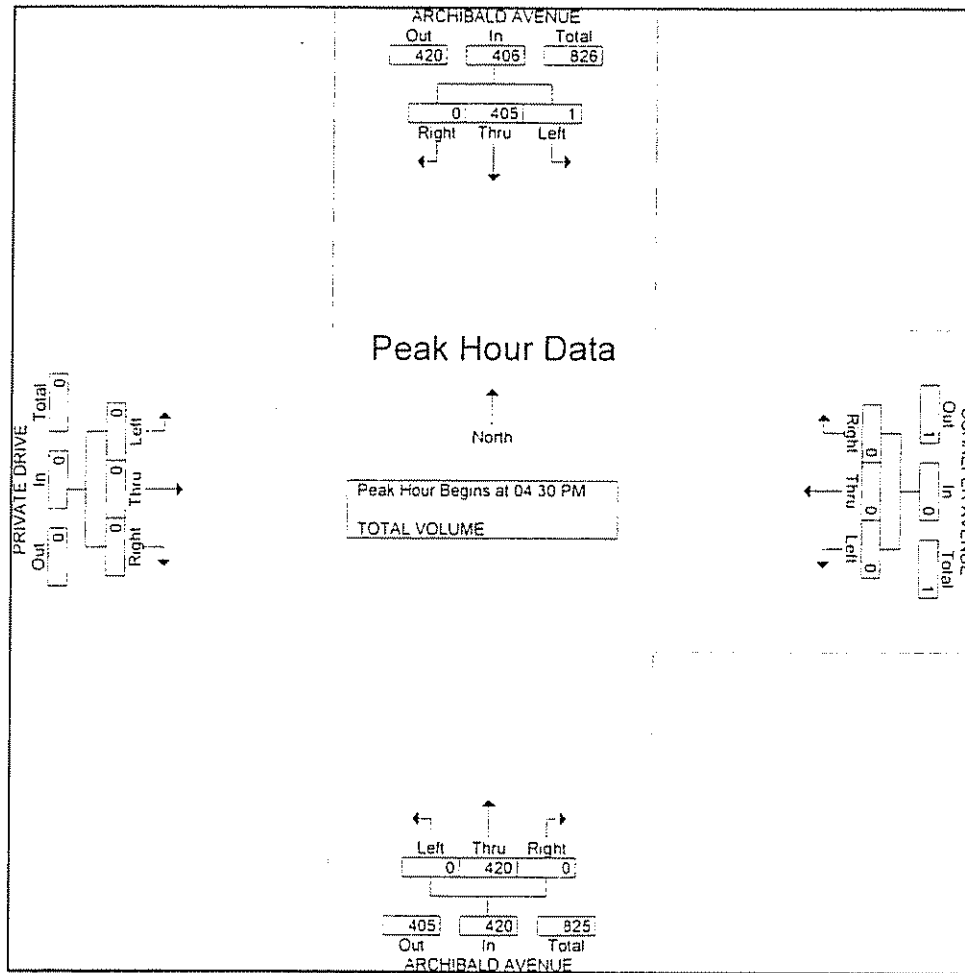 ARCHIBALD AVENUE
Out In Total
420 406 826
0 405 1
Right Thru Left
Peak Hour Data
North
Peak Hour Begins at 04 30 PM
TOTAL VOLUME
PRIVATE DRIVE
Out In Total
0 0 0
0 0 0
Right Thru Left
Right Thru Left
0 0 0
Out In Total
1 0 1
AVENUE
Left Thru Right
0 420 0
405 420 825
Out In Total
ARCHIBALD AVENUE